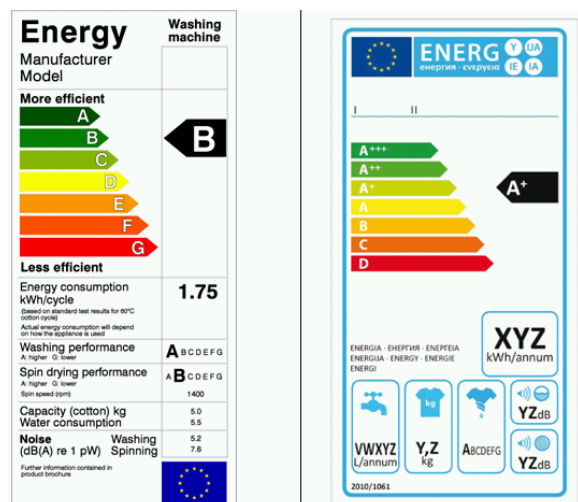 Energy
Washing
machine
Manufacturer
Model
More efficient
A
B
C
D
E
F
G
B
Less efficient
Energy consumption
kWh/cycle
(based on standard test results for 60°C
cotton cycle)
Actual energy consumption will depend
on how the appliance is used
1.75
Washing performance
A: higher G: lower
A B C D E F G
Spin drying performance
A: higher G: lower
Spin speed (rpm)
A B C D E F G
1400
Capacity (cotton) kg
5.0
Water consumption
5.5
Noise Washing
5.2
(dB(A) re 1 pW) Spinning
7.6
Further information contained in
product brochure
ENERG
енергия · ενεργεια
Y
IJA
IE
IA
I
II
A+++
A++
A+
A
B
C
D
A+
ENERGIA · ЕНЕРГИЯ · ΕΝΕΡΓΕΙΑ
ENERGIJA · ENERGY · ENERGIE
ENERGI
XYZ
kWh/annum
VWXYZ
L/annum
kg
Y,Z
kg
ABCDEFG
YZdB
YZdB
2010/1061